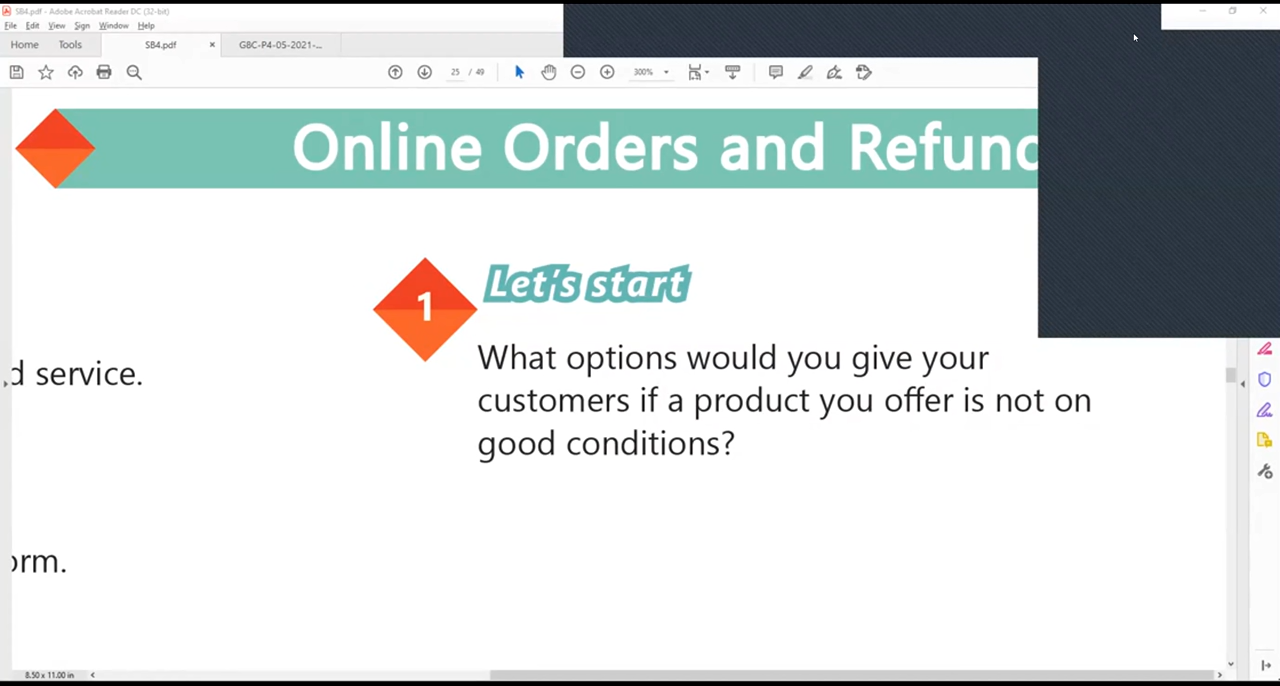 SB4.pdf - Adobe Acrobat Reader DC (32-bit)
File Edit View Sign Window Help
Home Tools SB4.pdf × GBC-P4-05-2021-...
25 / 49 300%
Online Orders and Refund
1 Let's start
What options would you give your
d service.
customers if a product you offer is not on
good conditions?
orm.
8.50 x 11.00 in